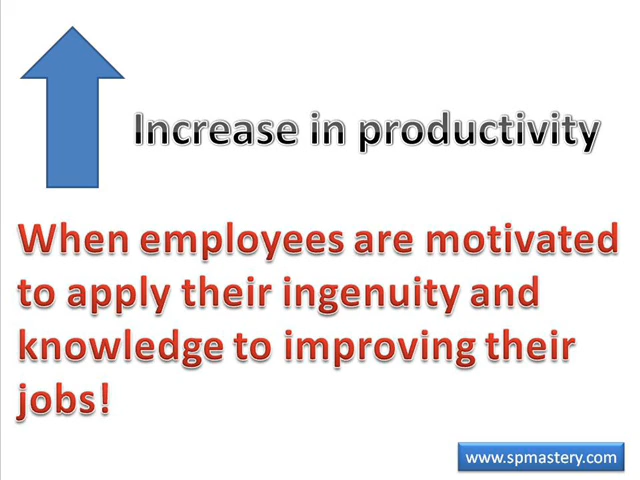 Increase in productivity
When employees are motivated
to apply their ingenuity and
knowledge to improving their
jobs!
www.spmastery.com